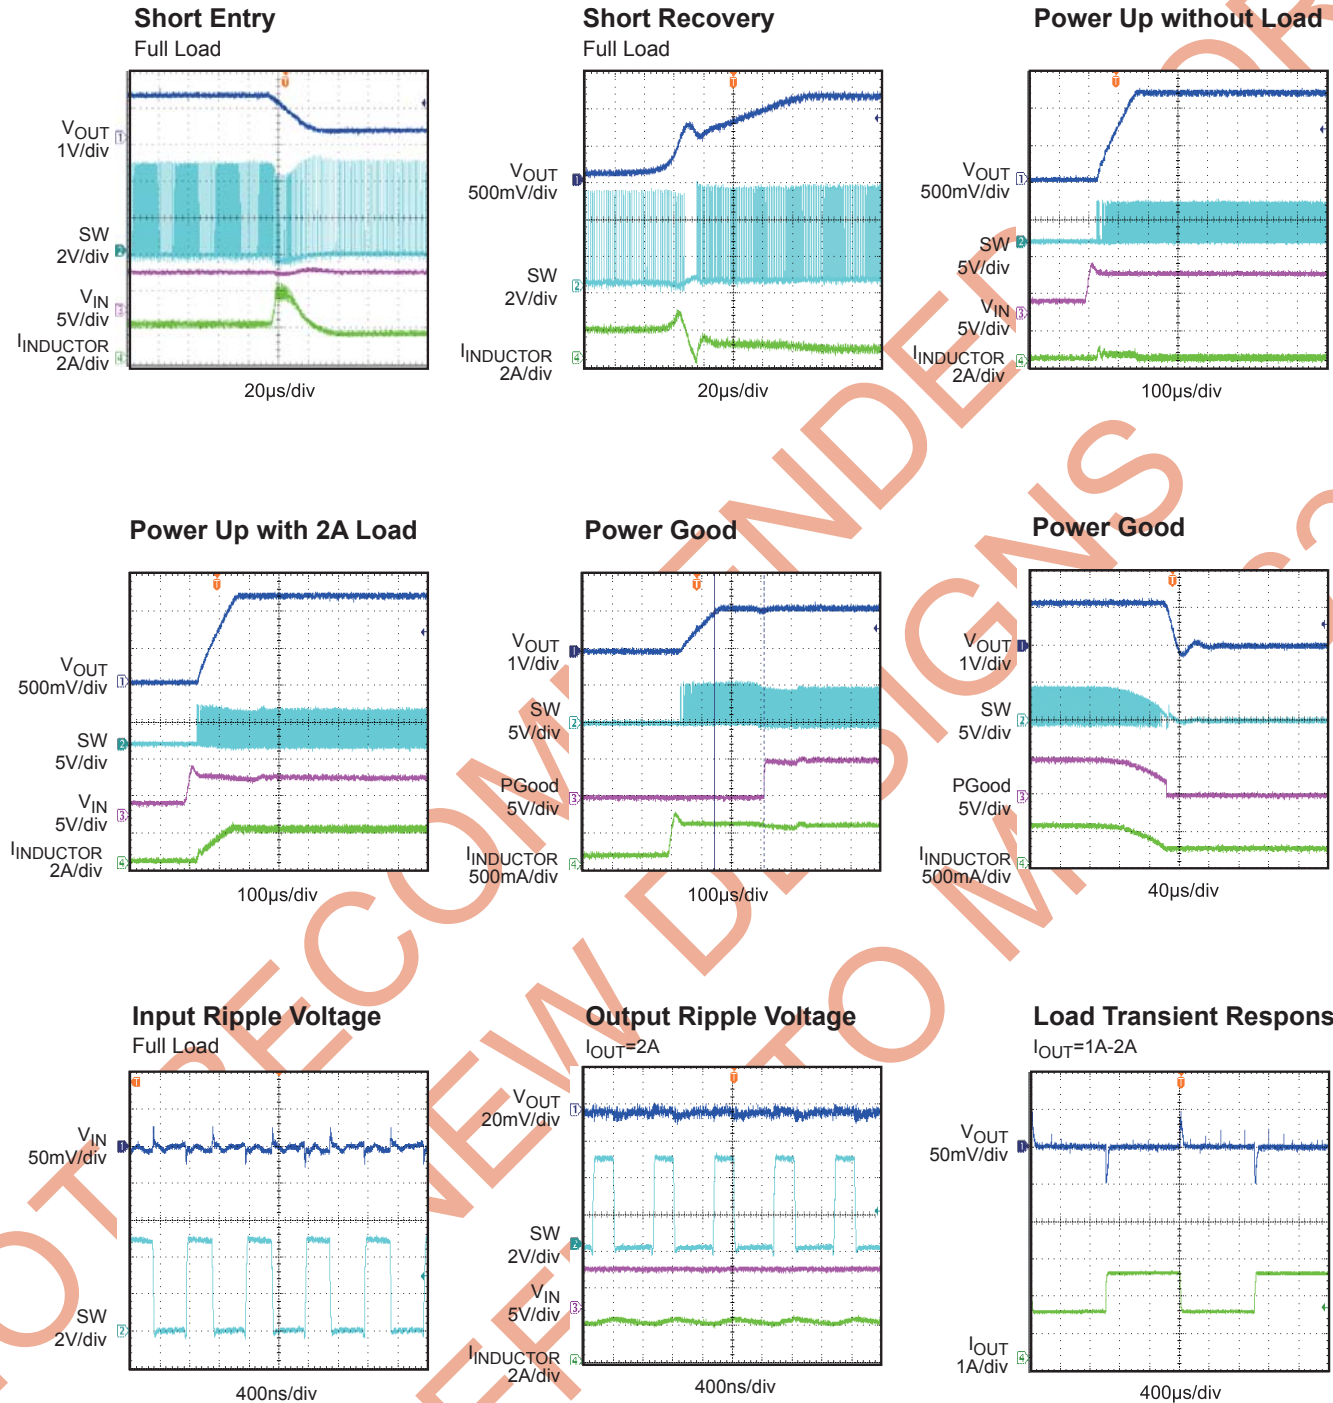 Short Entry
Full Load
VOUT
1V/div
SW
2V/div
VIN
5V/div
IINDUCTOR
2A/div
20µs/div
Short Recovery
Full Load
VOUT
500mV/div
SW
2V/div
IINDUCTOR
2A/div
20µs/div
Power Up without Load
VOUT
500mV/div
SW
5V/div
VIN
5V/div
IINDUCTOR
2A/div
100µs/div
Power Up with 2A Load
VOUT
500mV/div
SW
5V/div
VIN
5V/div
IINDUCTOR
2A/div
100µs/div
Power Good
VOUT
1V/div
SW
5V/div
PGood
5V/div
IINDUCTOR
500mA/div
100µs/div
Power Good
VOUT
1V/div
SW
5V/div
PGood
5V/div
IINDUCTOR
500mA/div
40µs/div
Input Ripple Voltage
Full Load
VIN
50mV/div
SW
2V/div
400ns/div
Output Ripple Voltage
IOUT=2A
VOUT
20mV/div
SW
2V/div
VIN
5V/div
IINDUCTOR
2A/div
400ns/div
Load Transient Respons
IOUT=1A-2A
VOUT
50mV/div
IOUT
1A/div
400µs/div